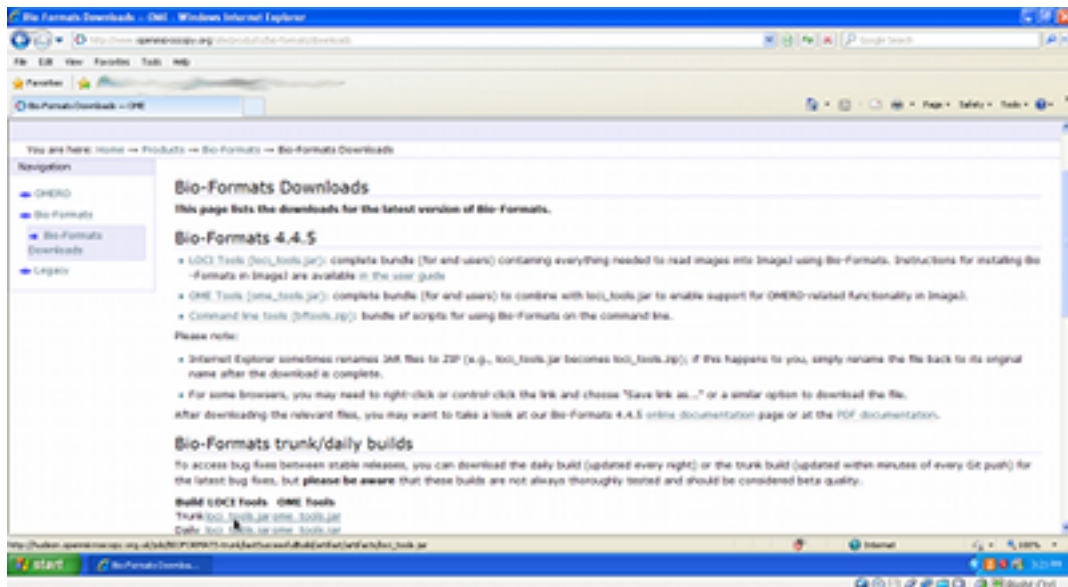 Bio-Formats Downloads — OME - Windows Internet Explorer
File Edit View Favorites Tools Help
Favorites
Bio-Formats Downloads — OME
Page Safety Tools
You are here: Home → Products → Bio-Formats → Bio-Formats Downloads
Navigation
OMERO
Bio-Formats
Bio-Formats
Downloads
Legacy
Bio-Formats Downloads
This page lists the downloads for the latest version of Bio-Formats.
Bio-Formats 4.4.5
LOCI Tools (loci_tools.jar): complete bundle (for end users) containing everything needed to read images into ImageJ using Bio-Formats. Instructions for installing Bio
-Formats in ImageJ are available in the user guide
OME Tools (ome_tools.jar): complete bundle (for end users) to combine with loci_tools.jar to enable support for OMERO-related functionality in ImageJ.
Command line tools (bftools.zip): bundle of scripts for using Bio-Formats on the command line.
Please note:
Internet Explorer sometimes renames JAR files to ZIP (e.g., loci_tools.jar becomes loci_tools.zip); if this happens to you, simply rename the file back to its original
name after the download is complete.
For some browsers, you may need to right-click or control-click the link and choose "Save link as..." or a similar option to download the file.
After downloading the relevant files, you may want to take a look at our Bio-Formats 4.4.5 online documentation page or at the PDF documentation.
Bio-Formats trunk/daily builds
To access bug fixes between stable releases, you can download the daily build (updated every night) or the trunk build (updated within minutes of every Git push) for
the latest bug fixes, but please be aware that these builds are not always thoroughly tested and should be considered beta quality.
Build LOCI Tools OME Tools
Trunk loci_tools.jar ome_tools.jar
Daily loci_tools.jar ome_tools.jar
Internet 100%
start Bio-Formats Downloa...
Right Ctrl